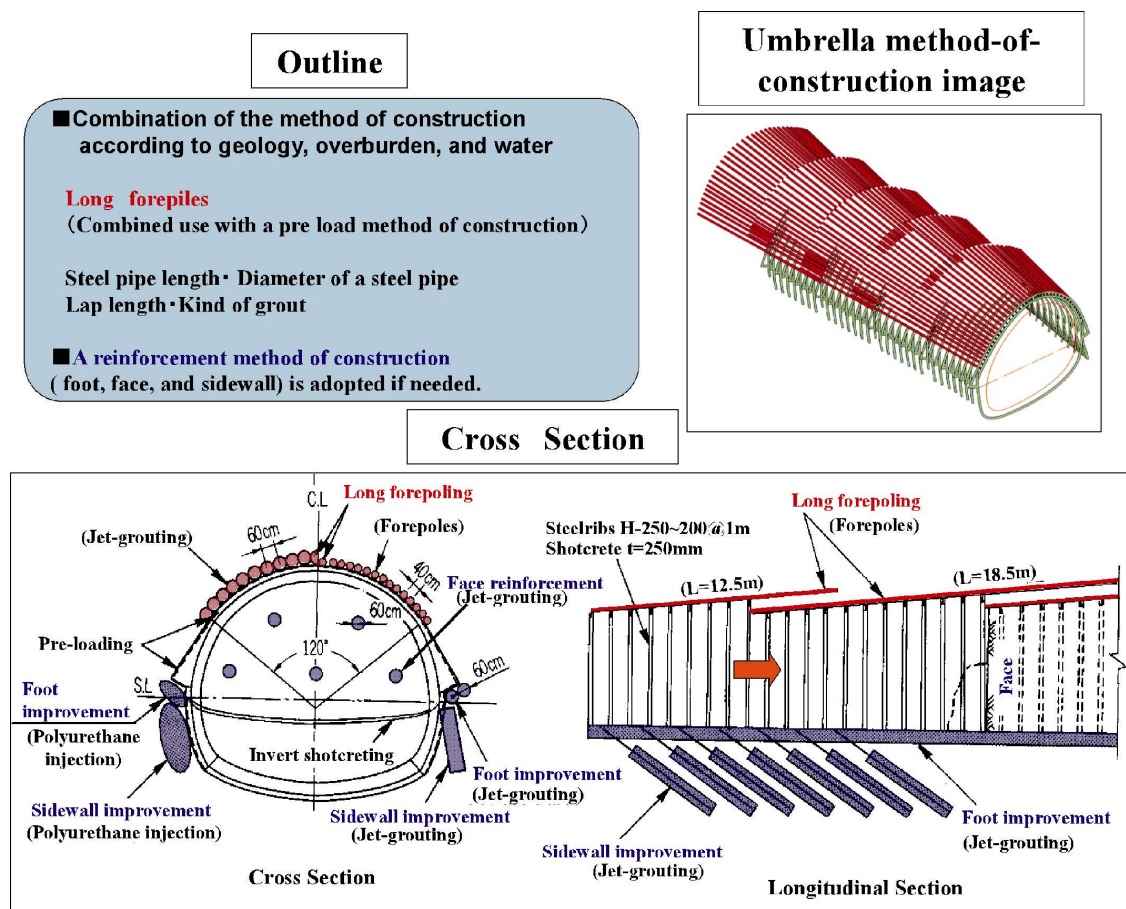 Outline
Umbrella method-of-
construction image
■Combination of the method of construction
according to geology, overburden, and water
Long forepiles
(Combined use with a pre load method of construction)
Steel pipe length・Diameter of a steel pipe
Lap length・Kind of grout
■A reinforcement method of construction
( foot, face, and sidewall) is adopted if needed.
Cross Section
C.L
Long forepoling
(Forepoles)
60cm
(Jet-grouting)
40cm
Face reinforcement
(Jet-grouting)
60cm
Pre-loading
120°
60cm
S.L
Foot
improvement
(Polyurethane
injection)
Invert shotcreting
Foot improvement
(Jet-grouting)
Sidewall improvement
(Polyurethane injection)
Sidewall improvement
(Jet-grouting)
Cross Section
Long forepoling
(Forepoles)
Steelribs H-250~200@1m
Shotcrete t=250mm
(L=12.5m)
(L=18.5m)
Face
Foot improvement
(Jet-grouting)
Sidewall improvement
(Jet-grouting)
Longitudinal Section